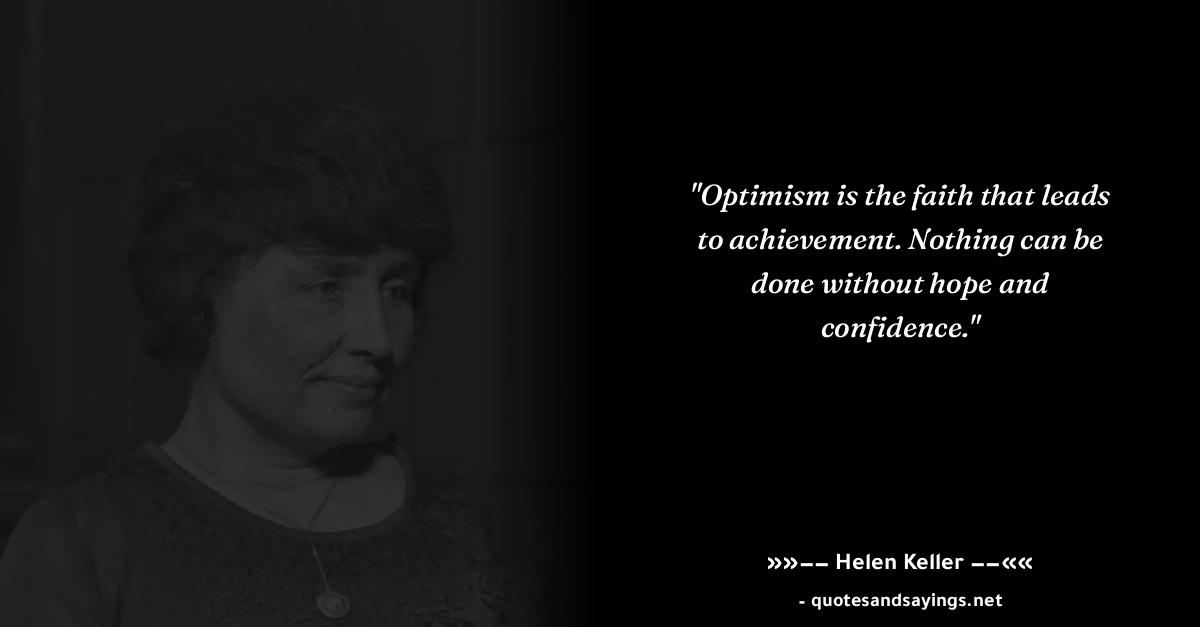 "Optimism is the faith that leads
to achievement. Nothing can be
done without hope and
confidence."
»»–– Helen Keller ––««
- quotesandsayings.net